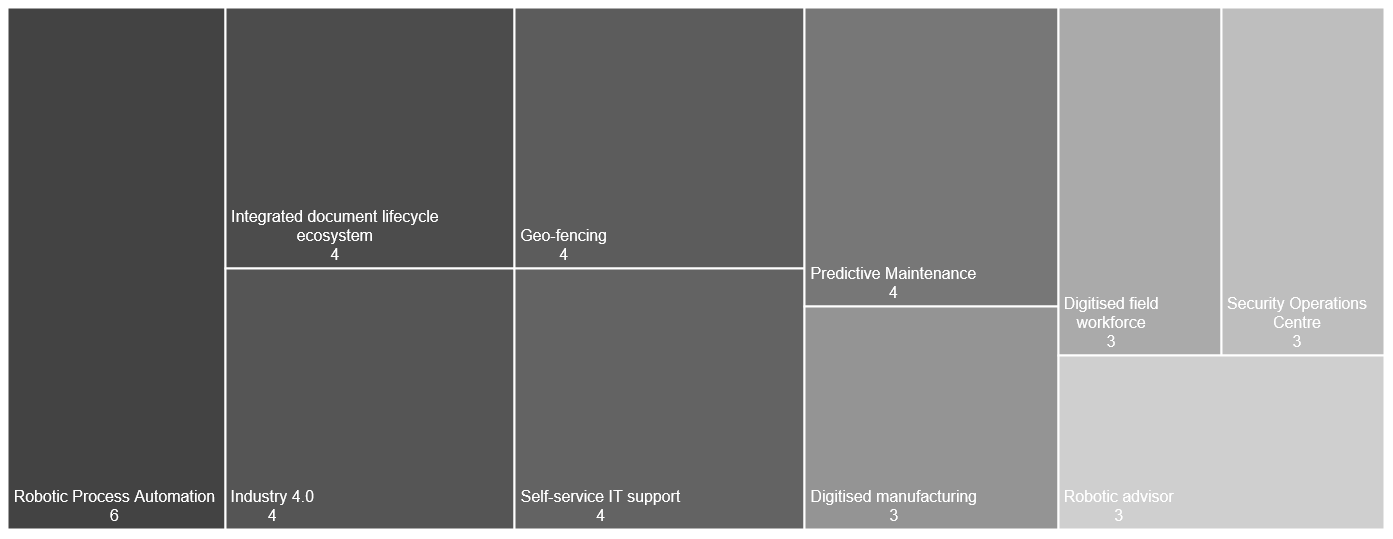 Robotic Process Automation
6
Integrated document lifecycle
ecosystem
4
Industry 4.0
4
Geo-fencing
4
Self-service IT support
4
Predictive Maintenance
4
Digitised manufacturing
3
Digitised field
workforce
3
Security Operations
Centre
3
Robotic advisor
3